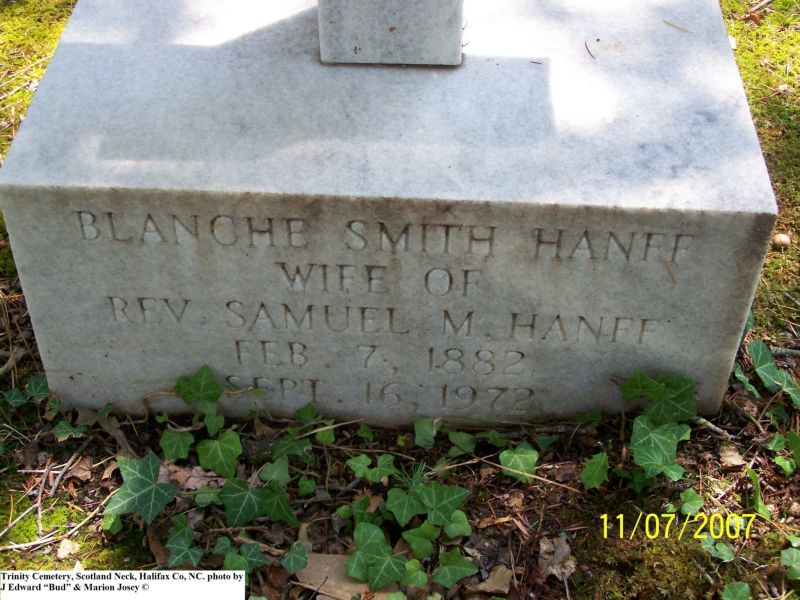 BLANCHE SMITH HANFF
WIFE OF
REV. SAMUEL M. HANFF
FEB. 7, 1882
SEPT. 16, 1972
11/07/2007
Trinity Cemetery, Scotland Neck, Halifax Co, NC. photo by
J Edward "Bud" & Marion Josey ©